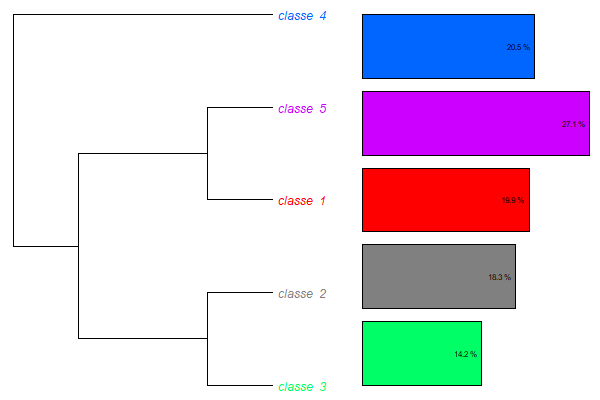 classe 4
20.5 %
classe 5
27.1 %
classe 1
19.9 %
classe 2
18.3 %
classe 3
14.2 %